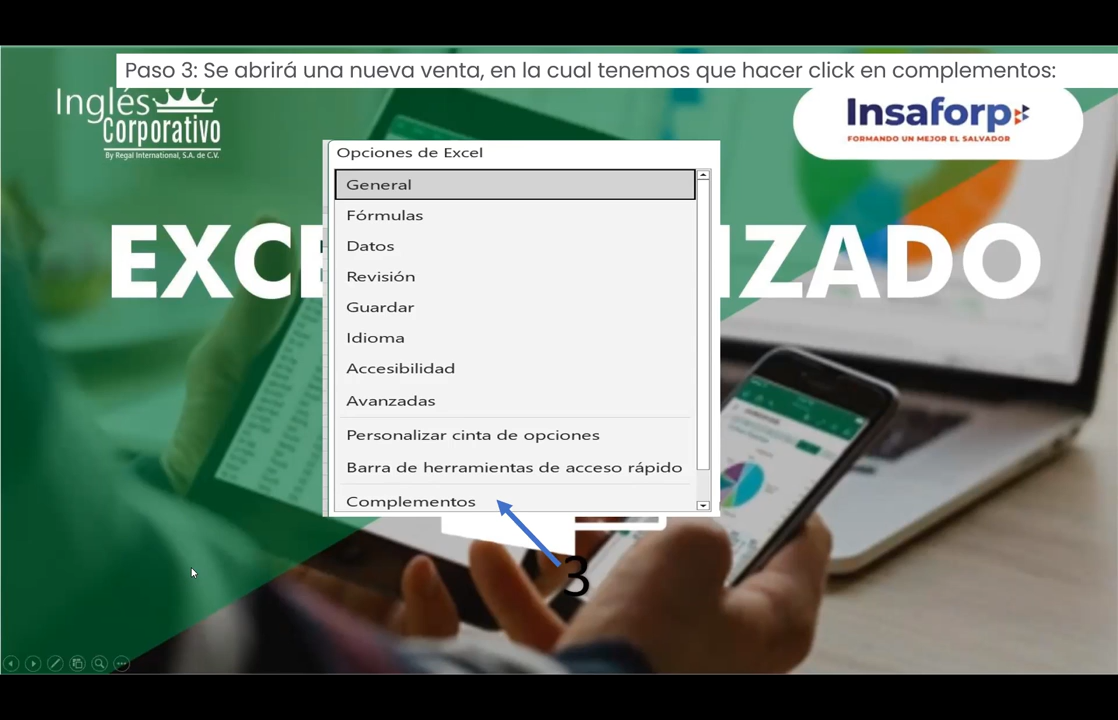 Paso 3: Se abrirá una nueva venta, en la cual tenemos que hacer click en complementos:
Inglés
Corporativo
By Regal International, S.A. de C.V.
Insaforp
FORMANDO UN MEJOR EL SALVADOR
EXCE
IZADO
Opciones de Excel
General
Fórmulas
Datos
Revisión
Guardar
Idioma
Accesibilidad
Avanzadas
Personalizar cinta de opciones
Barra de herramientas de acceso rápido
Complementos
3